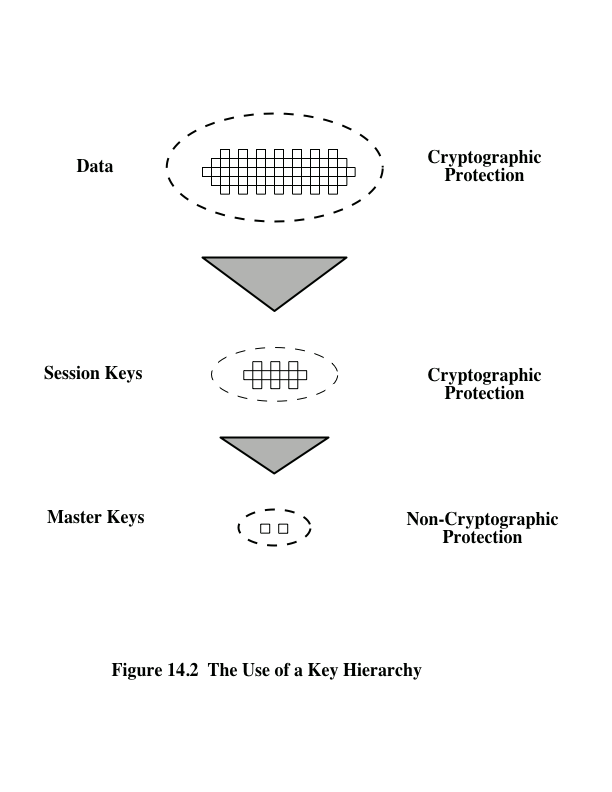 Data
Cryptographic
Protection
Session Keys
Cryptographic
Protection
Master Keys
Non-Cryptographic
Protection
Figure 14.2  The Use of a Key Hierarchy